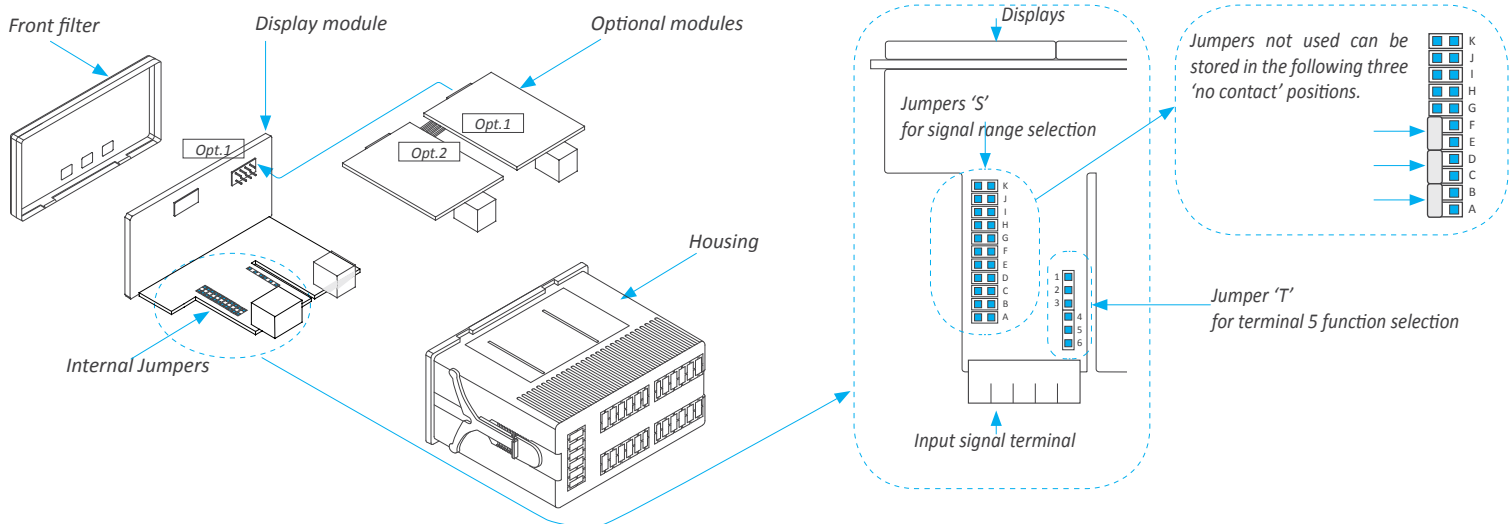 Front filter
Display module
Optional modules
Opt.1
Opt.1
Opt.2
Housing
Internal Jumpers
Displays
Jumpers ‘S’
for signal range selection
K
J
I
H
G
F
E
D
C
B
A
1
2
3
4
5
6
Jumper ‘T’
for terminal 5 function selection
Input signal terminal
Jumpers not used can be
stored in the following three
‘no contact’ positions.
K
J
I
H
G
F
E
D
C
B
A